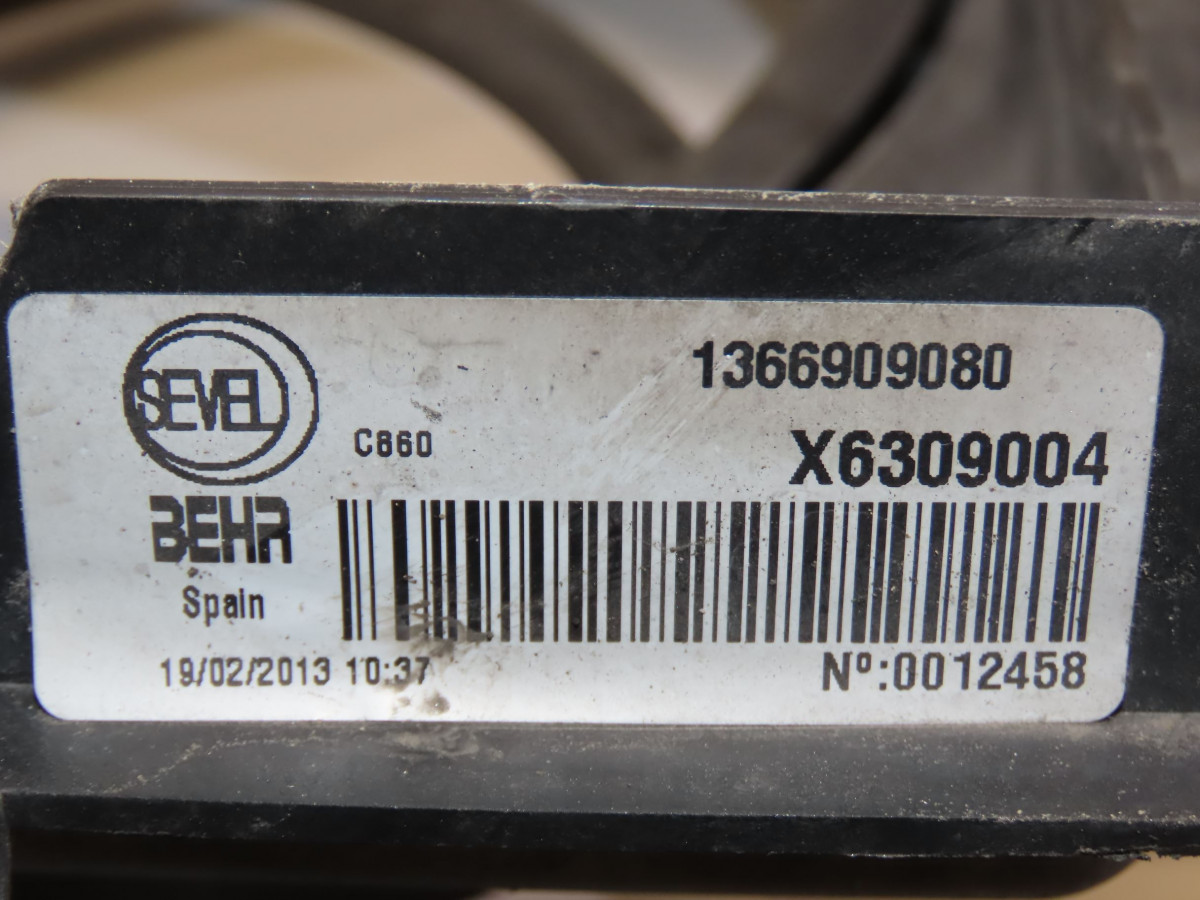 SEVEL
1366909080
C860
X6309004
BEHR
Spain
19/02/2013 10:37
Nº:0012458